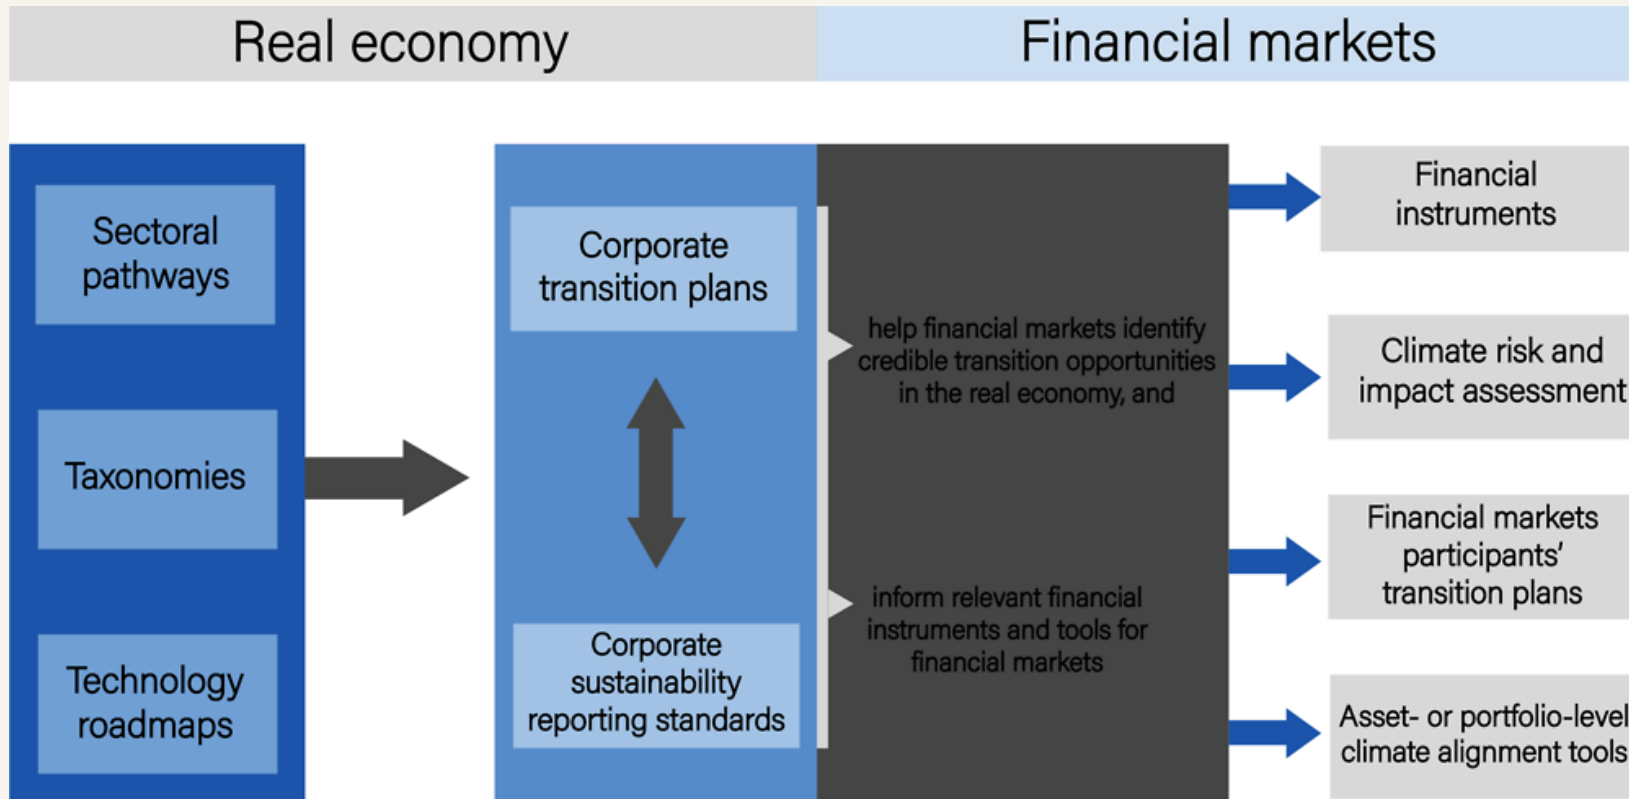 Real economy
Financial markets
Sectoral
pathways
Taxonomies
Technology
roadmaps
Corporate
transition plans
Corporate
sustainability
reporting standards
help financial markets identify
credible transition opportunities
in the real economy, and
inform relevant financial
instruments and tools for
financial markets
Financial
instruments
Climate risk and
impact assessment
Financial markets
participants’
transition plans
Asset- or portfolio-level
climate alignment tools